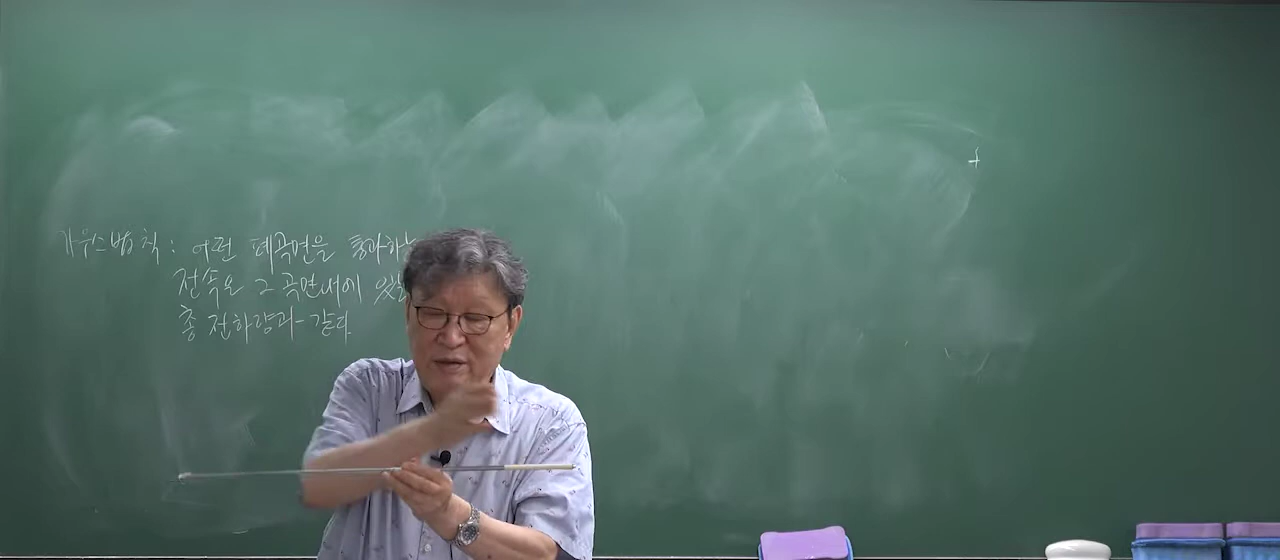 가우스법칙: 어떤 폐곡면을 통과하는
전속은 그 곡면내에 있는
총 전하량과 같다.
+